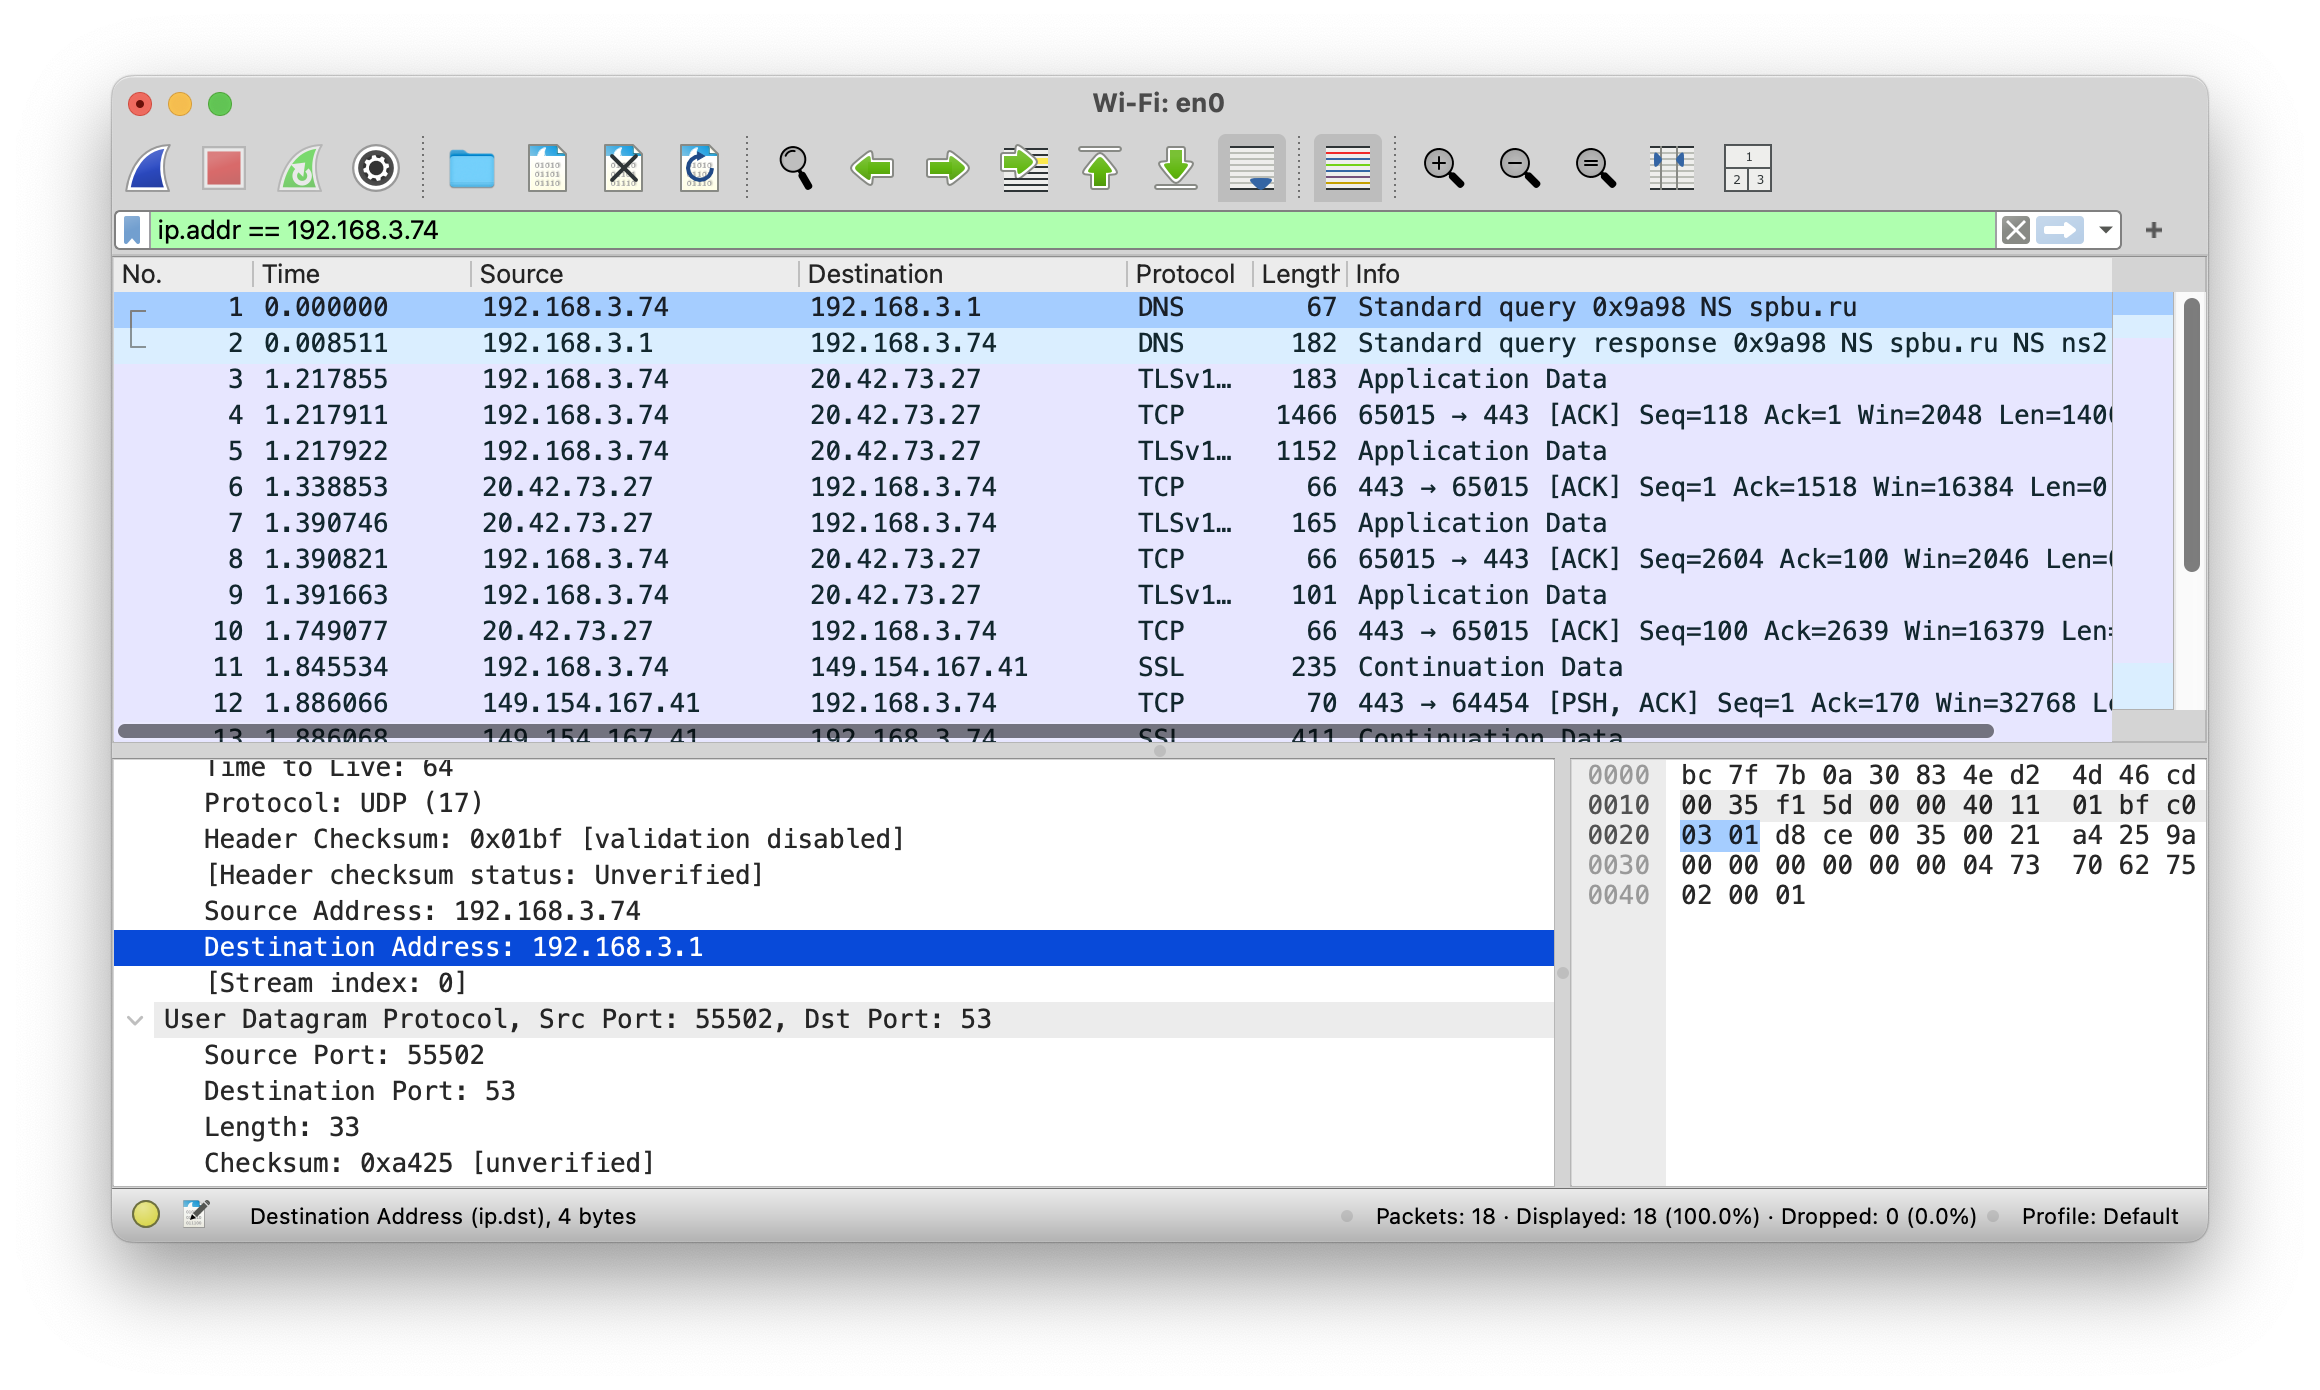 Wi-Fi: en0
ip.addr == 192.168.3.74
No. Time Source Destination Protocol Length Info
1 0.000000 192.168.3.74 192.168.3.1 DNS 67 Standard query 0x9a98 NS spbu.ru
2 0.008511 192.168.3.1 192.168.3.74 DNS 182 Standard query response 0x9a98 NS spbu.ru NS ns2
3 1.217855 192.168.3.74 20.42.73.27 TLSv1… 183 Application Data
4 1.217911 192.168.3.74 20.42.73.27 TCP 1466 65015 → 443 [ACK] Seq=118 Ack=1 Win=2048 Len=1400
5 1.217922 192.168.3.74 20.42.73.27 TLSv1… 1152 Application Data
6 1.338853 20.42.73.27 192.168.3.74 TCP 66 443 → 65015 [ACK] Seq=1 Ack=1518 Win=16384 Len=0
7 1.390746 20.42.73.27 192.168.3.74 TLSv1… 165 Application Data
8 1.390821 192.168.3.74 20.42.73.27 TCP 66 65015 → 443 [ACK] Seq=2604 Ack=100 Win=2046 Len=0
9 1.391663 192.168.3.74 20.42.73.27 TLSv1… 101 Application Data
10 1.749077 20.42.73.27 192.168.3.74 TCP 66 443 → 65015 [ACK] Seq=100 Ack=2639 Win=16379 Len=
11 1.845534 192.168.3.74 149.154.167.41 SSL 235 Continuation Data
12 1.886066 149.154.167.41 192.168.3.74 TCP 70 443 → 64454 [PSH, ACK] Seq=1 Ack=170 Win=32768 Le
13 1.886068 149.154.167.41 192.168.3.74 SSL 411 Continuation Data
Time to Live: 64
Protocol: UDP (17)
Header Checksum: 0x01bf [validation disabled]
[Header checksum status: Unverified]
Source Address: 192.168.3.74
Destination Address: 192.168.3.1
[Stream index: 0]
User Datagram Protocol, Src Port: 55502, Dst Port: 53
Source Port: 55502
Destination Port: 53
Length: 33
Checksum: 0xa425 [unverified]
0000 bc 7f 7b 0a 30 83 4e d2 4d 46 cd
0010 00 35 f1 5d 00 00 40 11 01 bf c0
0020 03 01 d8 ce 00 35 00 21 a4 25 9a
0030 00 00 00 00 00 00 04 73 70 62 75
0040 02 00 01
Destination Address (ip.dst), 4 bytes
Packets: 18 · Displayed: 18 (100.0%) · Dropped: 0 (0.0%)
Profile: Default